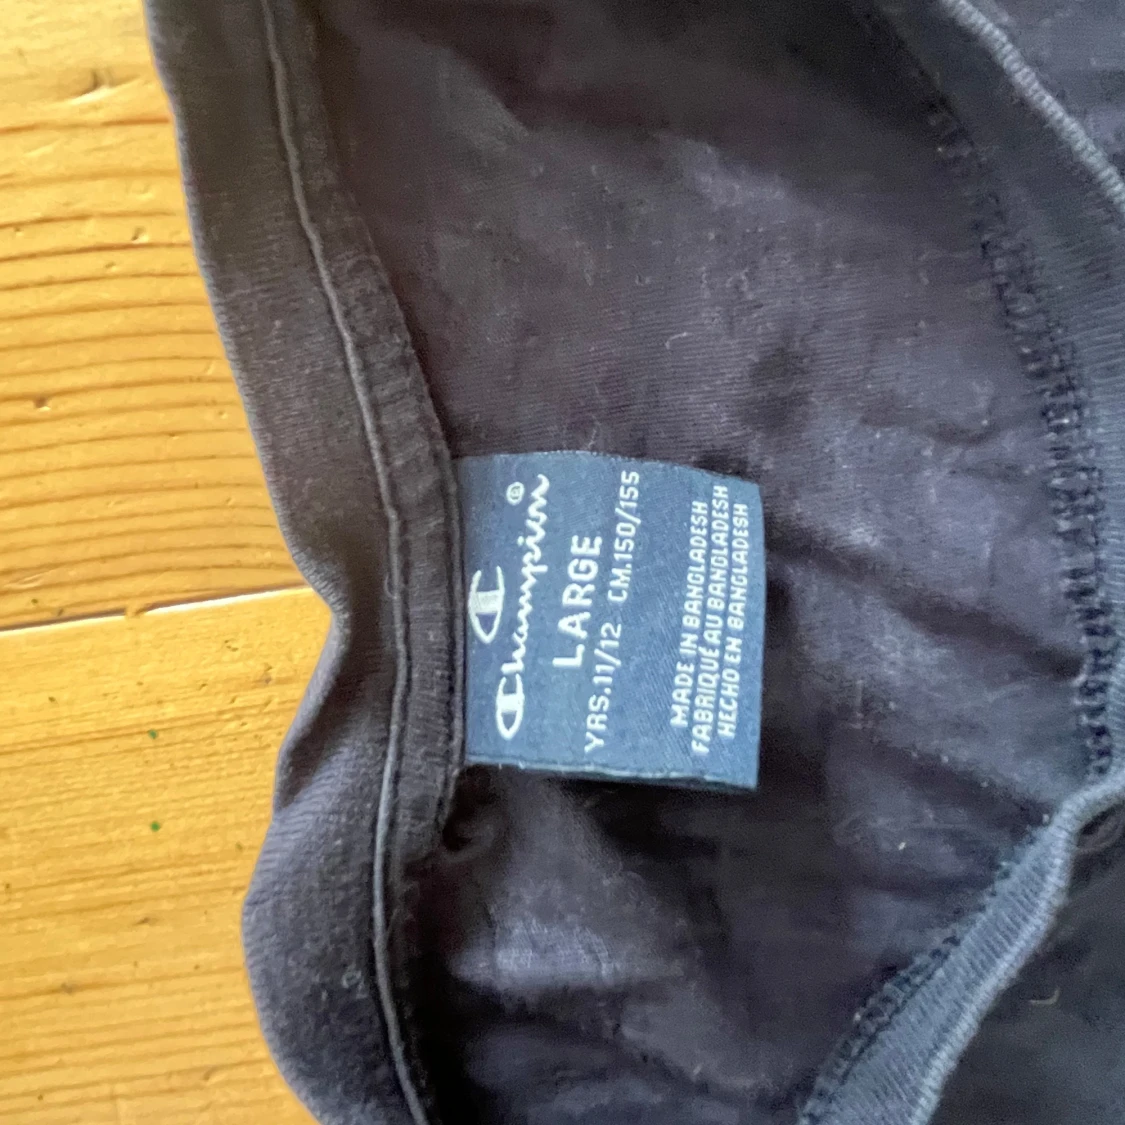 Champion®
LARGE
YRS.11/12 CM.150/155
MADE IN BANGLADESH
FABRIQUÉ AU BANGLADESH
HECHO EN BANGLADESH